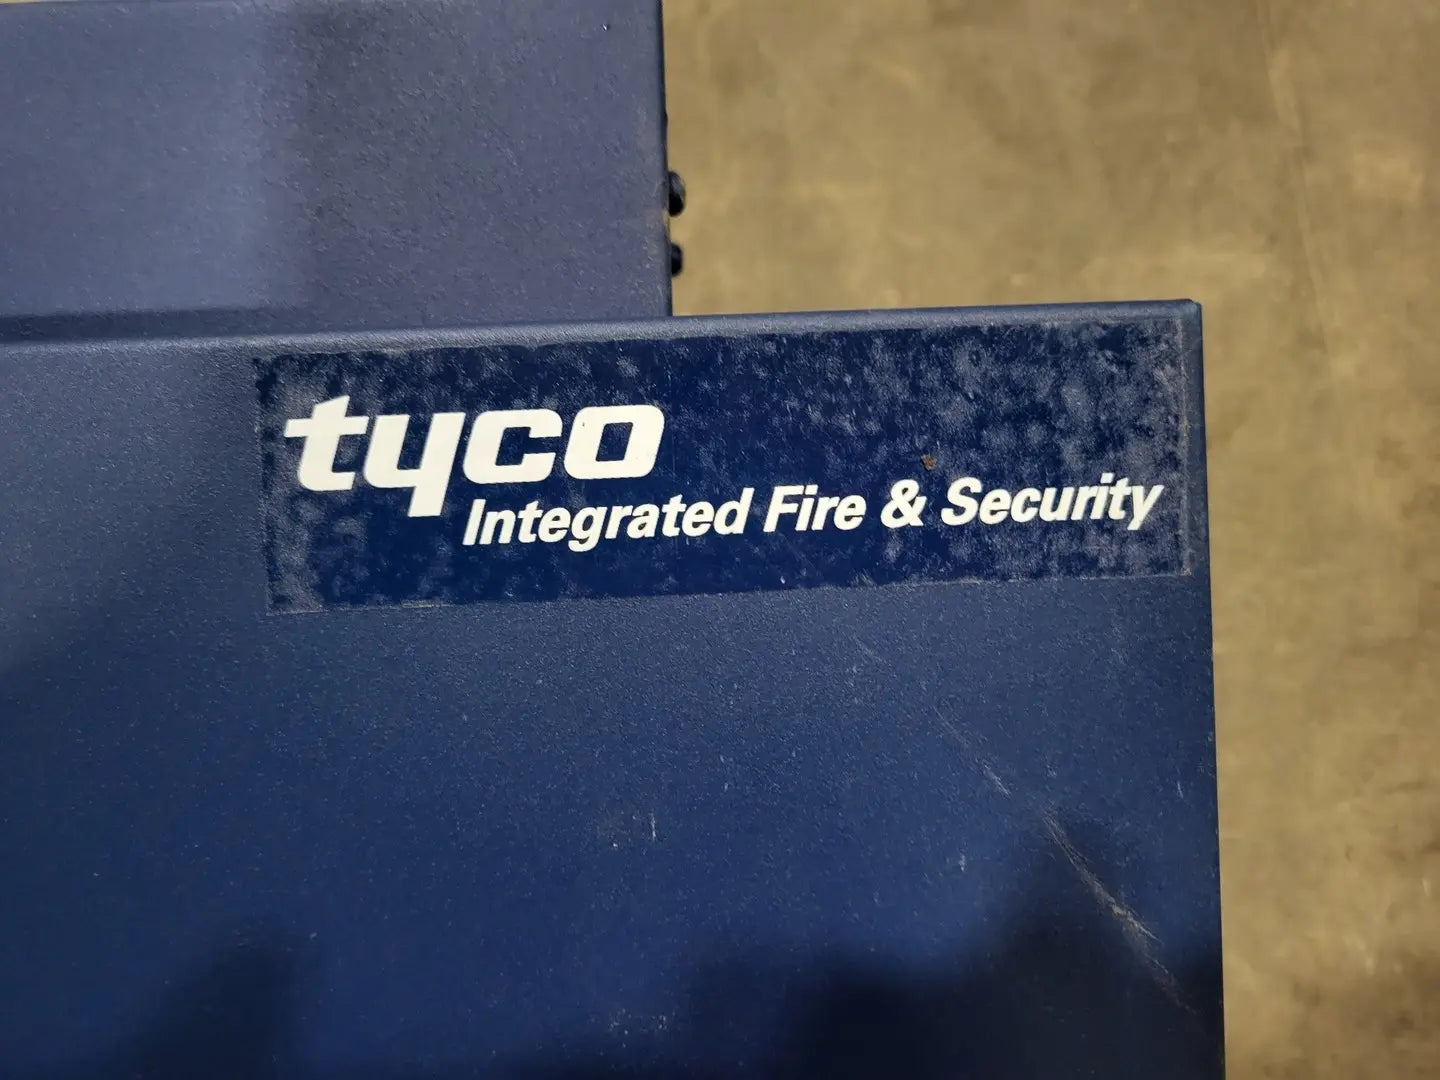 tyco
Integrated Fire & Security